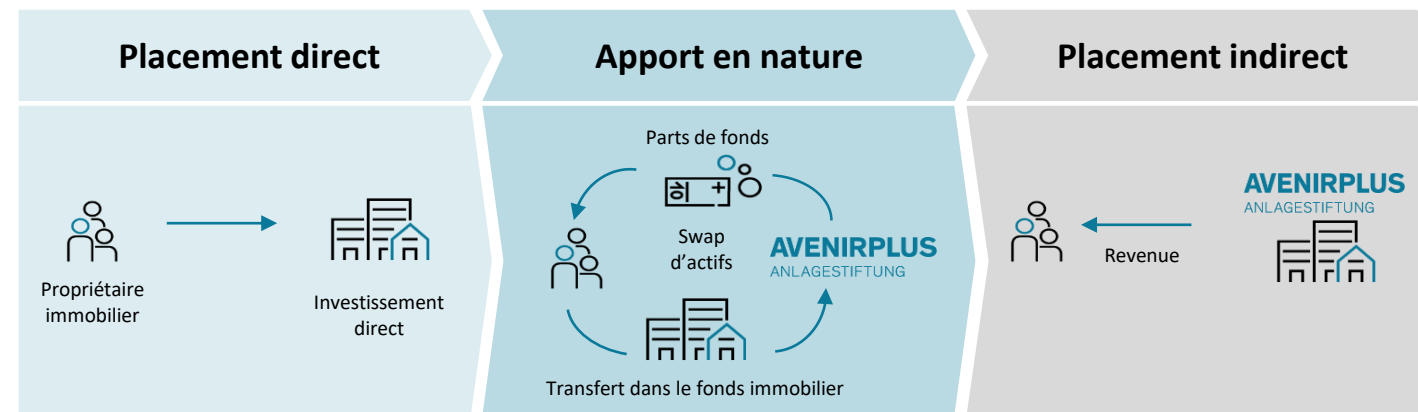 Placement direct
Apport en nature
Placement indirect
Propriétaire
immobilier
Investissement
direct
Parts de fonds
Swap
d'actifs
AVENIRPLUS
ANLAGESTIFTUNG
Transfert dans le fonds immobilier
Revenue
AVENIRPLUS
ANLAGESTIFTUNG